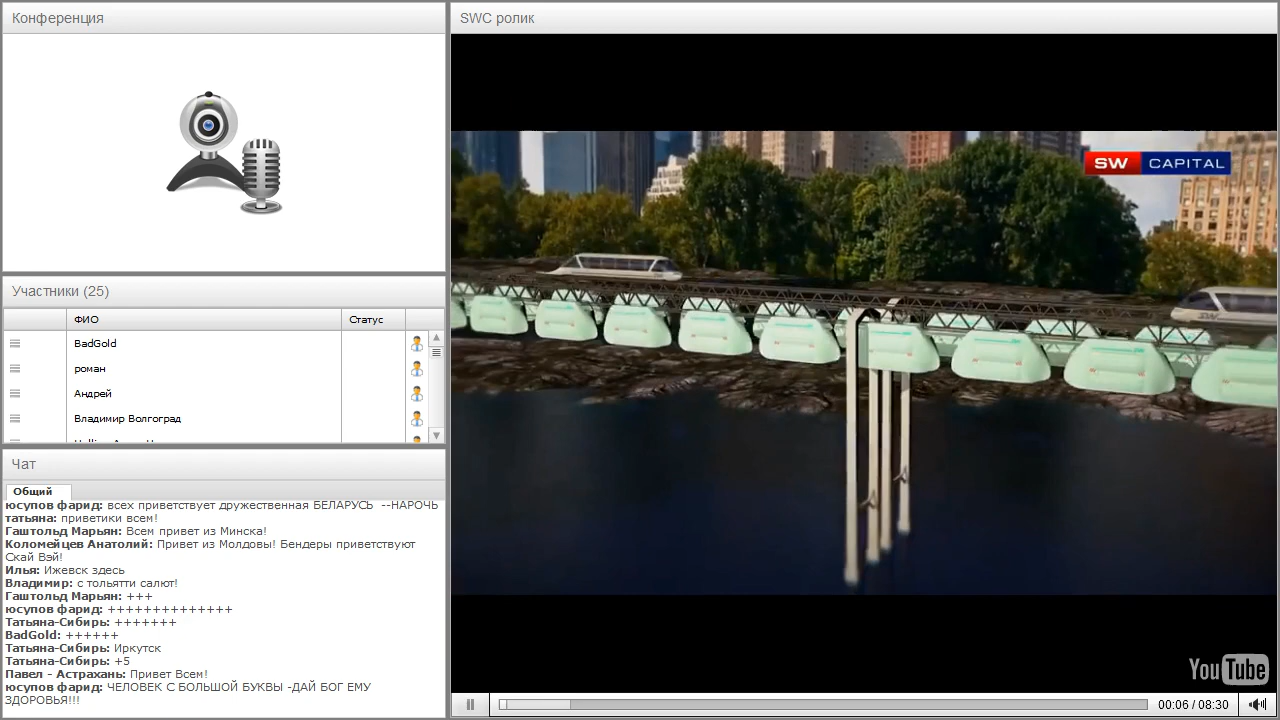 Конференция
SWC ролик
SW CAPITAL
SW
Участники (25)
ФИО Статус
BadGold
роман
Андрей
Владимир Волгоград
Чат
Общий
юсупов фарид: всех приветствует дружественная БЕЛАРУСЬ --НАРОЧЬ
татьяна: приветики всем!
Гаштольд Марьян: Всем привет из Минска!
Коломейцев Анатолий: Привет из Молдовы! Бендеры приветствуют
Скай Вэй!
Илья: Ижевск здесь
Владимир: с тольятти салют!
Гаштольд Марьян: +++
юсупов фарид: ++++++++++++++
Татьяна-Сибирь: +++++++
BadGold: ++++++
Татьяна-Сибирь: Иркутск
Татьяна-Сибирь: +5
Павел - Астрахань: Привет Всем!
юсупов фарид: ЧЕЛОВЕК С БОЛЬШОЙ БУКВЫ -ДАЙ БОГ ЕМУ
ЗДОРОВЬЯ!!!
YouTube
00:06 / 08:30